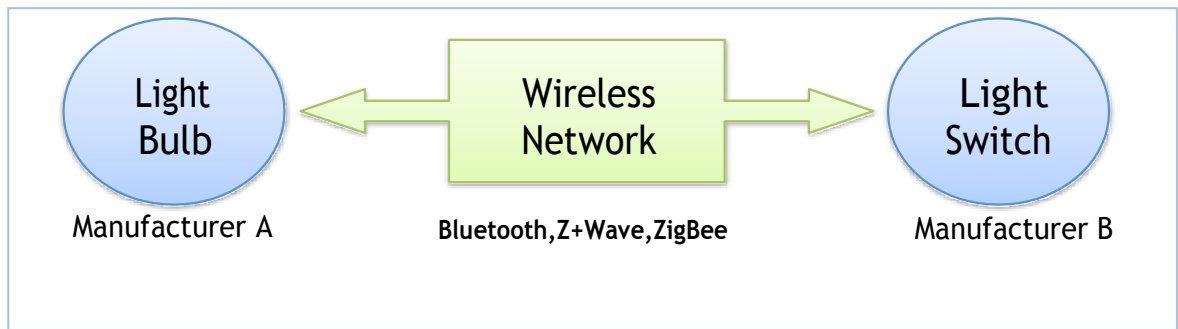 Light
Bulb
Wireless
Network
Light
Switch
Manufacturer A
Bluetooth,Z+Wave,ZigBee
Manufacturer B